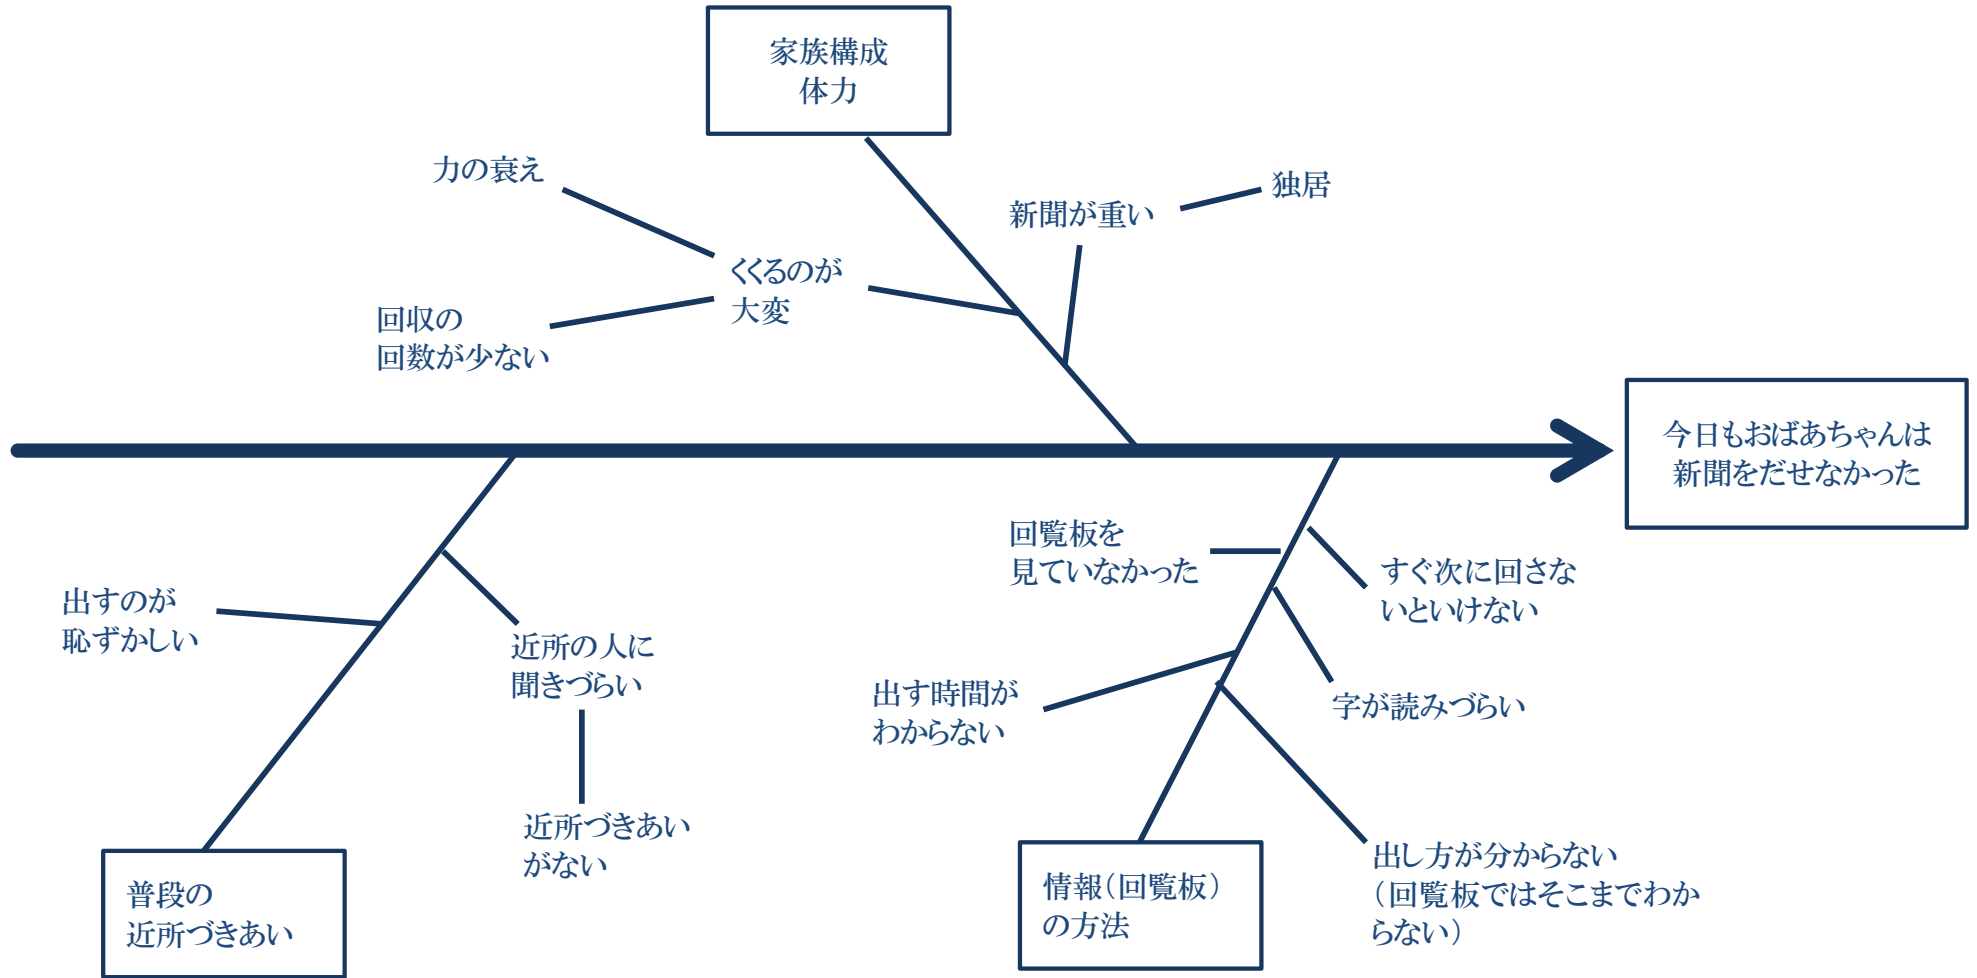 家族構成
体力
力の衰え
独居
新聞が重い
くくるのが
大変
回収の
回数が少ない
今日もおばあちゃんは
新聞をだせなかった
回覧板を
見ていなかった
すぐ次に回さな
いといけない
出すのが
恥ずかしい
近所の人に
聞きづらい
出す時間が
わからない
字が読みづらい
近所づきあい
がない
出し方が分からない
（回覧板ではそこまでわか
らない）
普段の
近所づきあい
情報（回覧板）
の方法